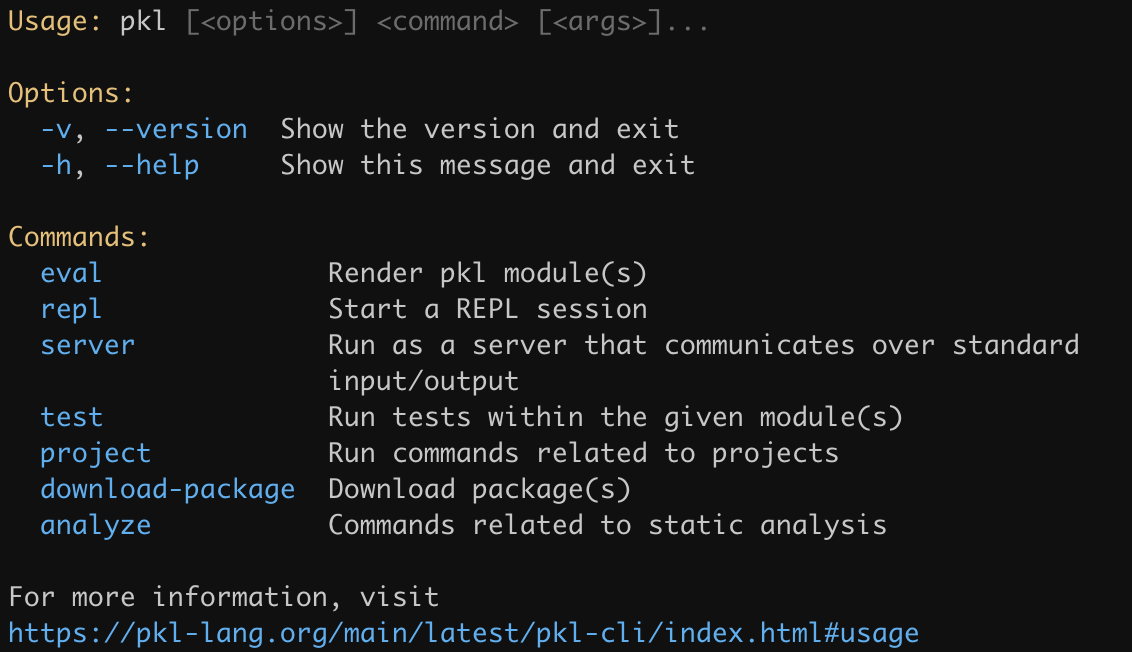 Usage: pkl [<options>] <command> [<args>]...
Options:
-v, --version  Show the version and exit
-h, --help     Show this message and exit
Commands:
eval              Render pkl module(s)
repl              Start a REPL session
server            Run as a server that communicates over standard
input/output
test              Run tests within the given module(s)
project           Run commands related to projects
download-package  Download package(s)
analyze           Commands related to static analysis
For more information, visit
https://pkl-lang.org/main/latest/pkl-cli/index.html#usage